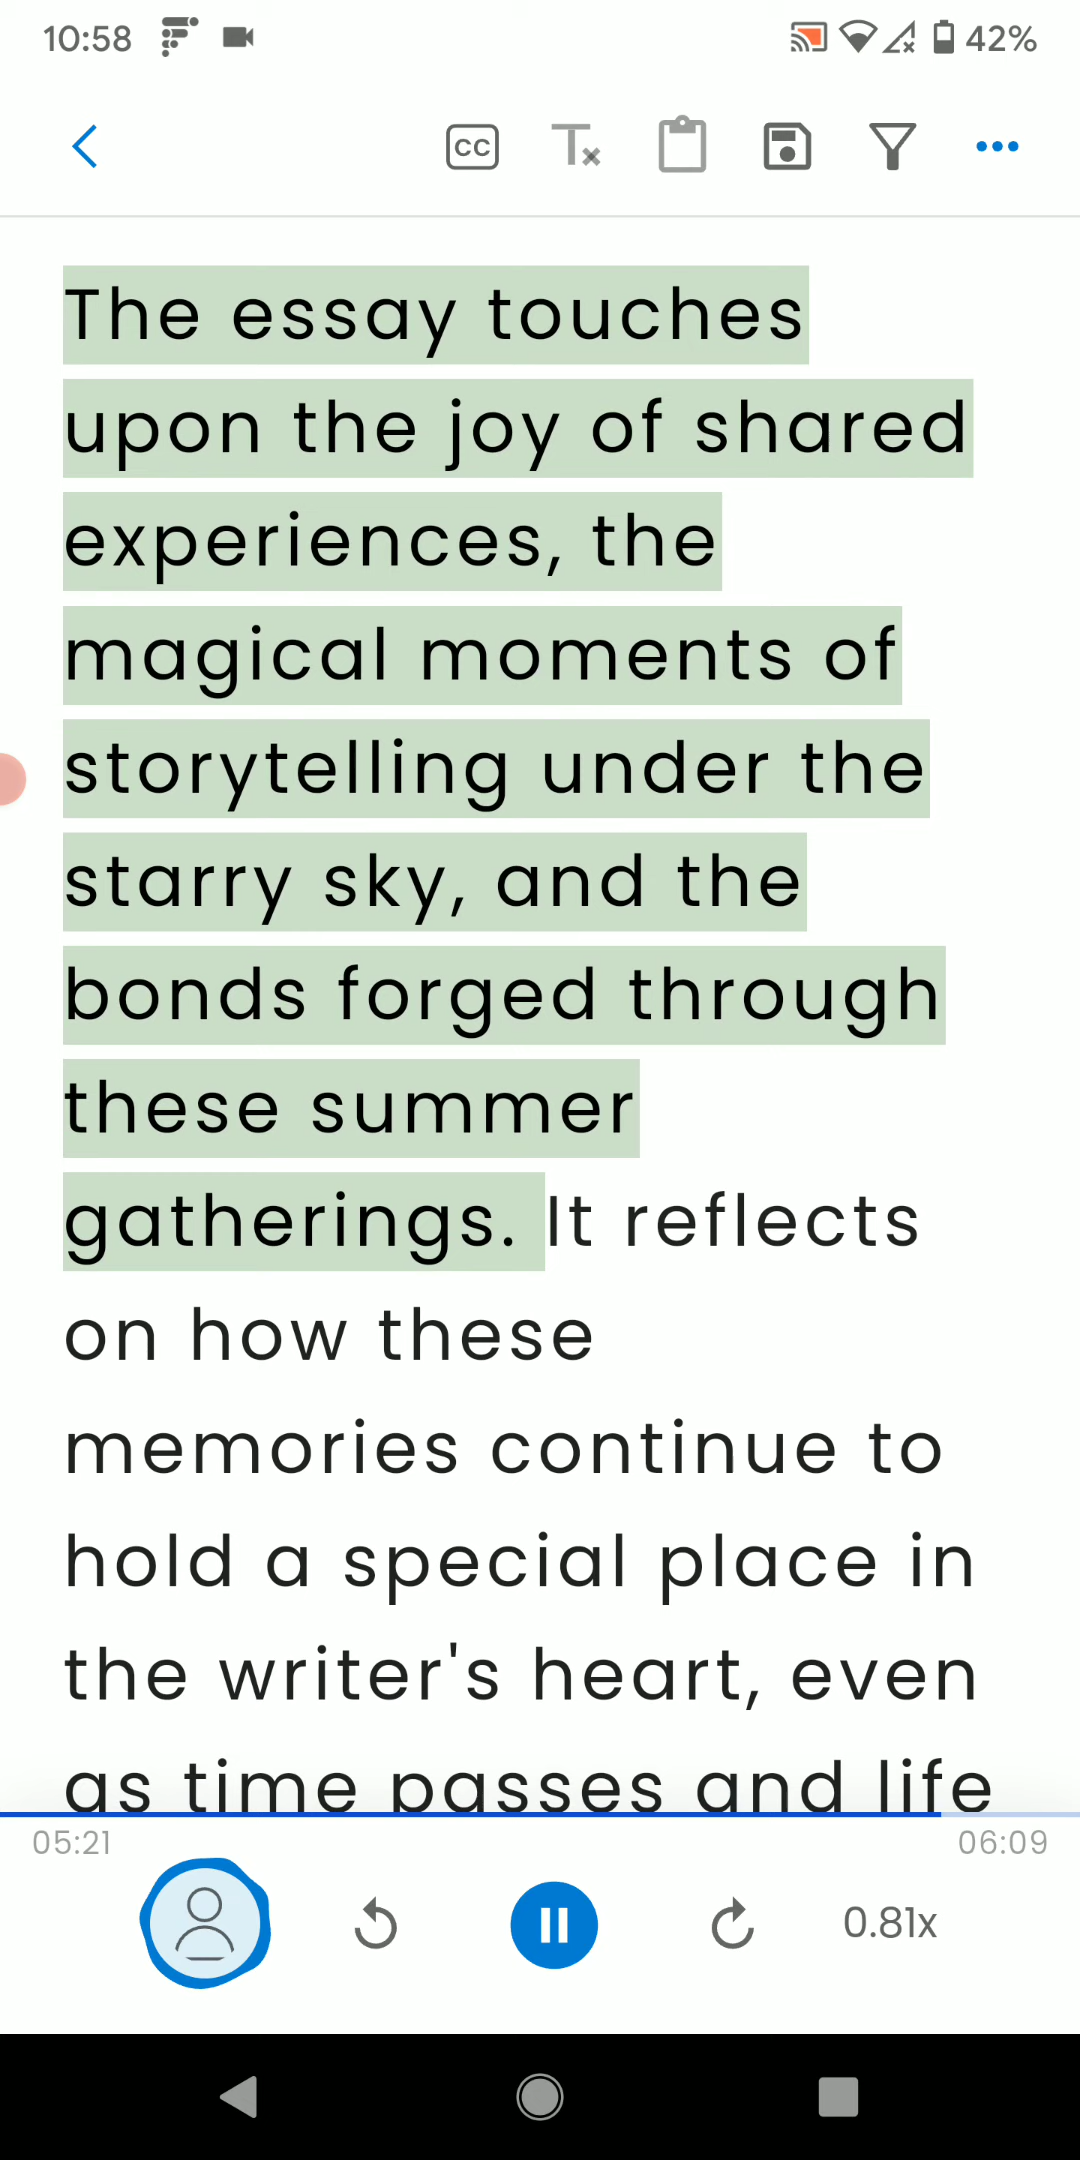 10:58
42%
CC
The essay touches
upon the joy of shared
experiences, the
magical moments of
storytelling under the
starry sky, and the
bonds forged through
these summer
gatherings. It reflects
on how these
memories continue to
hold a special place in
the writer's heart, even
as time passes and life
05:21
06:09
0.81x